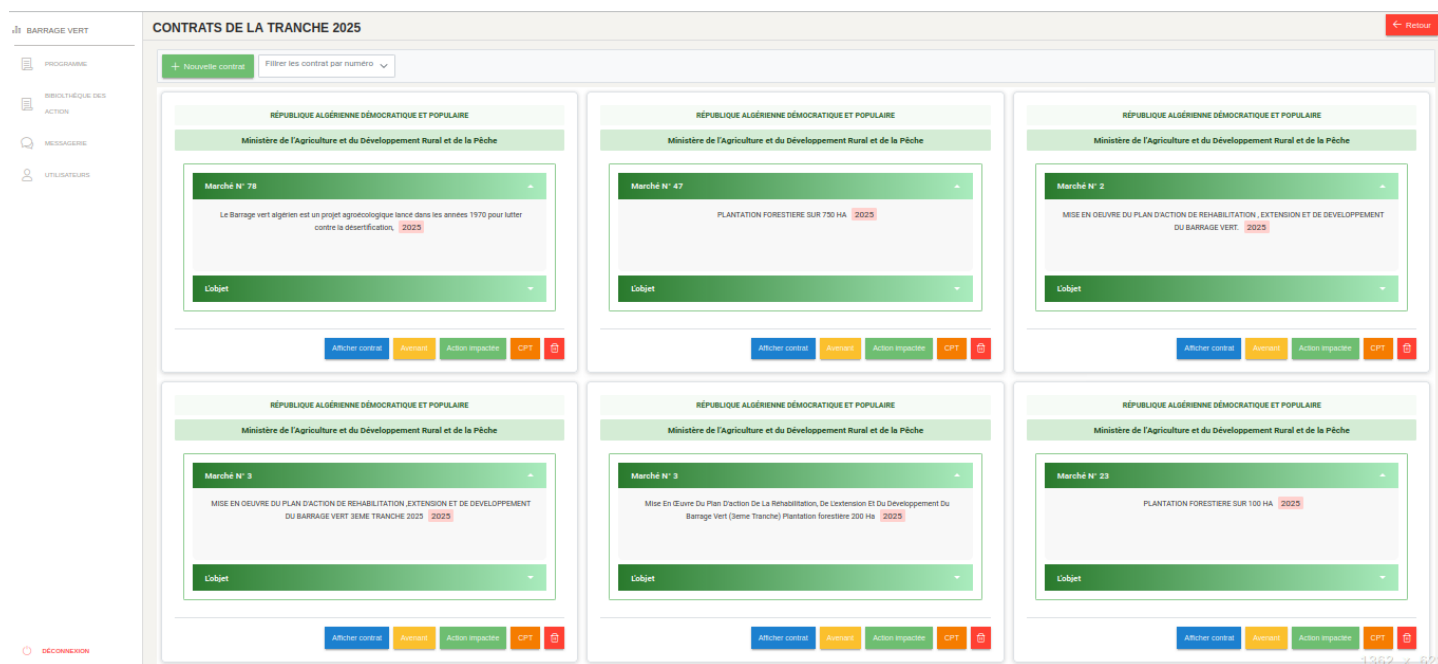 BARRAGE VERT
PROGRAMME
BIBIOLTHÉQUE DES
ACTION
MESSAGERIE
UTILISATEURS
DÉCONNEXION
CONTRATS DE LA TRANCHE 2025
Retour
+ Nouvelle contrat
Filrer les contrat par numéro
RÉPUBLIQUE ALGÉRIENNE DÉMOCRATIQUE ET POPULAIRE
Ministère de l'Agriculture et du Développement Rural et de la Pêche
Marché N° 78
Le Barrage vert algérien est un projet agroécologique lancé dans les années 1970 pour lutter
contre la désertification, 2025
L'objet
Afficher contrat Avenant Action impactée CPT
RÉPUBLIQUE ALGÉRIENNE DÉMOCRATIQUE ET POPULAIRE
Ministère de l'Agriculture et du Développement Rural et de la Pêche
Marché N° 47
PLANTATION FORESTIERE SUR 750 HA 2025
L'objet
Afficher contrat Avenant Action impactée CPT
RÉPUBLIQUE ALGÉRIENNE DÉMOCRATIQUE ET POPULAIRE
Ministère de l'Agriculture et du Développement Rural et de la Pêche
Marché N° 2
MISE EN OEUVRE DU PLAN D'ACTION DE REHABILITATION , EXTENSION ET DE DEVELOPPEMENT
DU BARRAGE VERT. 2025
L'objet
Afficher contrat Avenant Action impactée CPT
RÉPUBLIQUE ALGÉRIENNE DÉMOCRATIQUE ET POPULAIRE
Ministère de l'Agriculture et du Développement Rural et de la Pêche
Marché N° 3
MISE EN OEUVRE DU PLAN D'ACTION DE REHABILITATION ,EXTENSION ET DE DEVELOPPEMENT
DU BARRAGE VERT 3EME TRANCHE 2025 2025
L'objet
Afficher contrat Avenant Action impactée CPT
RÉPUBLIQUE ALGÉRIENNE DÉMOCRATIQUE ET POPULAIRE
Ministère de l'Agriculture et du Développement Rural et de la Pêche
Marché N° 3
Mise En Œuvre Du Plan D'action De La Réhabilitation, De L'extension Et Du Développement Du
Barrage Vert (3eme Tranche) Plantation forestière 200 Ha 2025
L'objet
Afficher contrat Avenant Action impactée CPT
RÉPUBLIQUE ALGÉRIENNE DÉMOCRATIQUE ET POPULAIRE
Ministère de l'Agriculture et du Développement Rural et de la Pêche
Marché N° 23
PLANTATION FORESTIERE SUR 100 HA 2025
L'objet
Afficher contrat Avenant Action impactée CPT